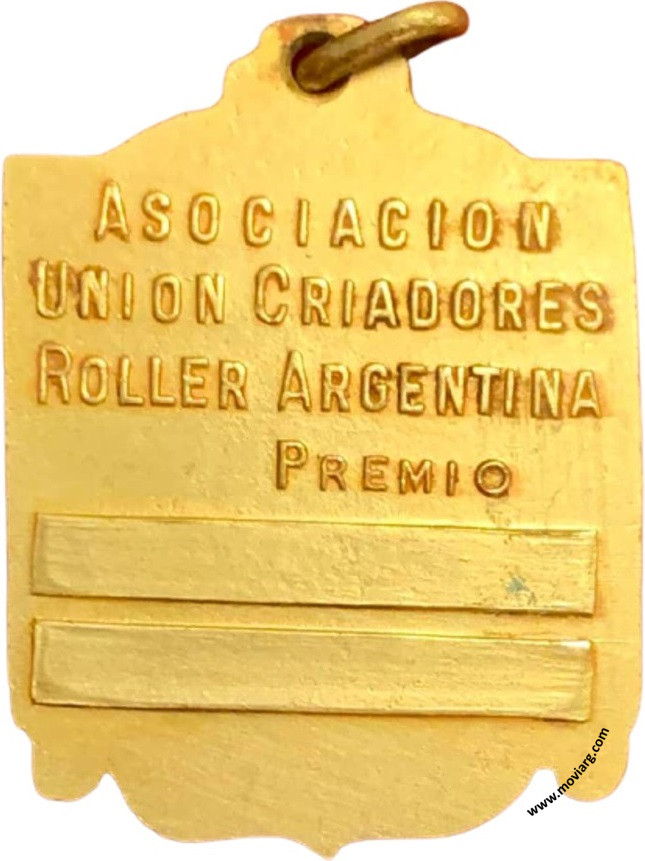 ASOCIACION
UNION CRIADORES
ROLLER ARGENTINA
PREMIO
www.moviarg.com